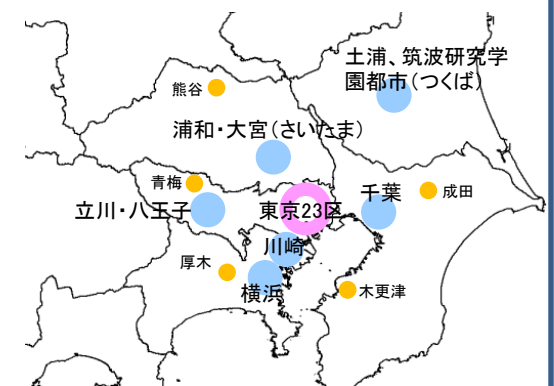 土浦、筑波研究学
園都市（つくば）
熊谷
浦和・大宮（さいたま）
青梅
千葉
成田
立川・八王子
東京23区
川崎
厚木
横浜
木更津